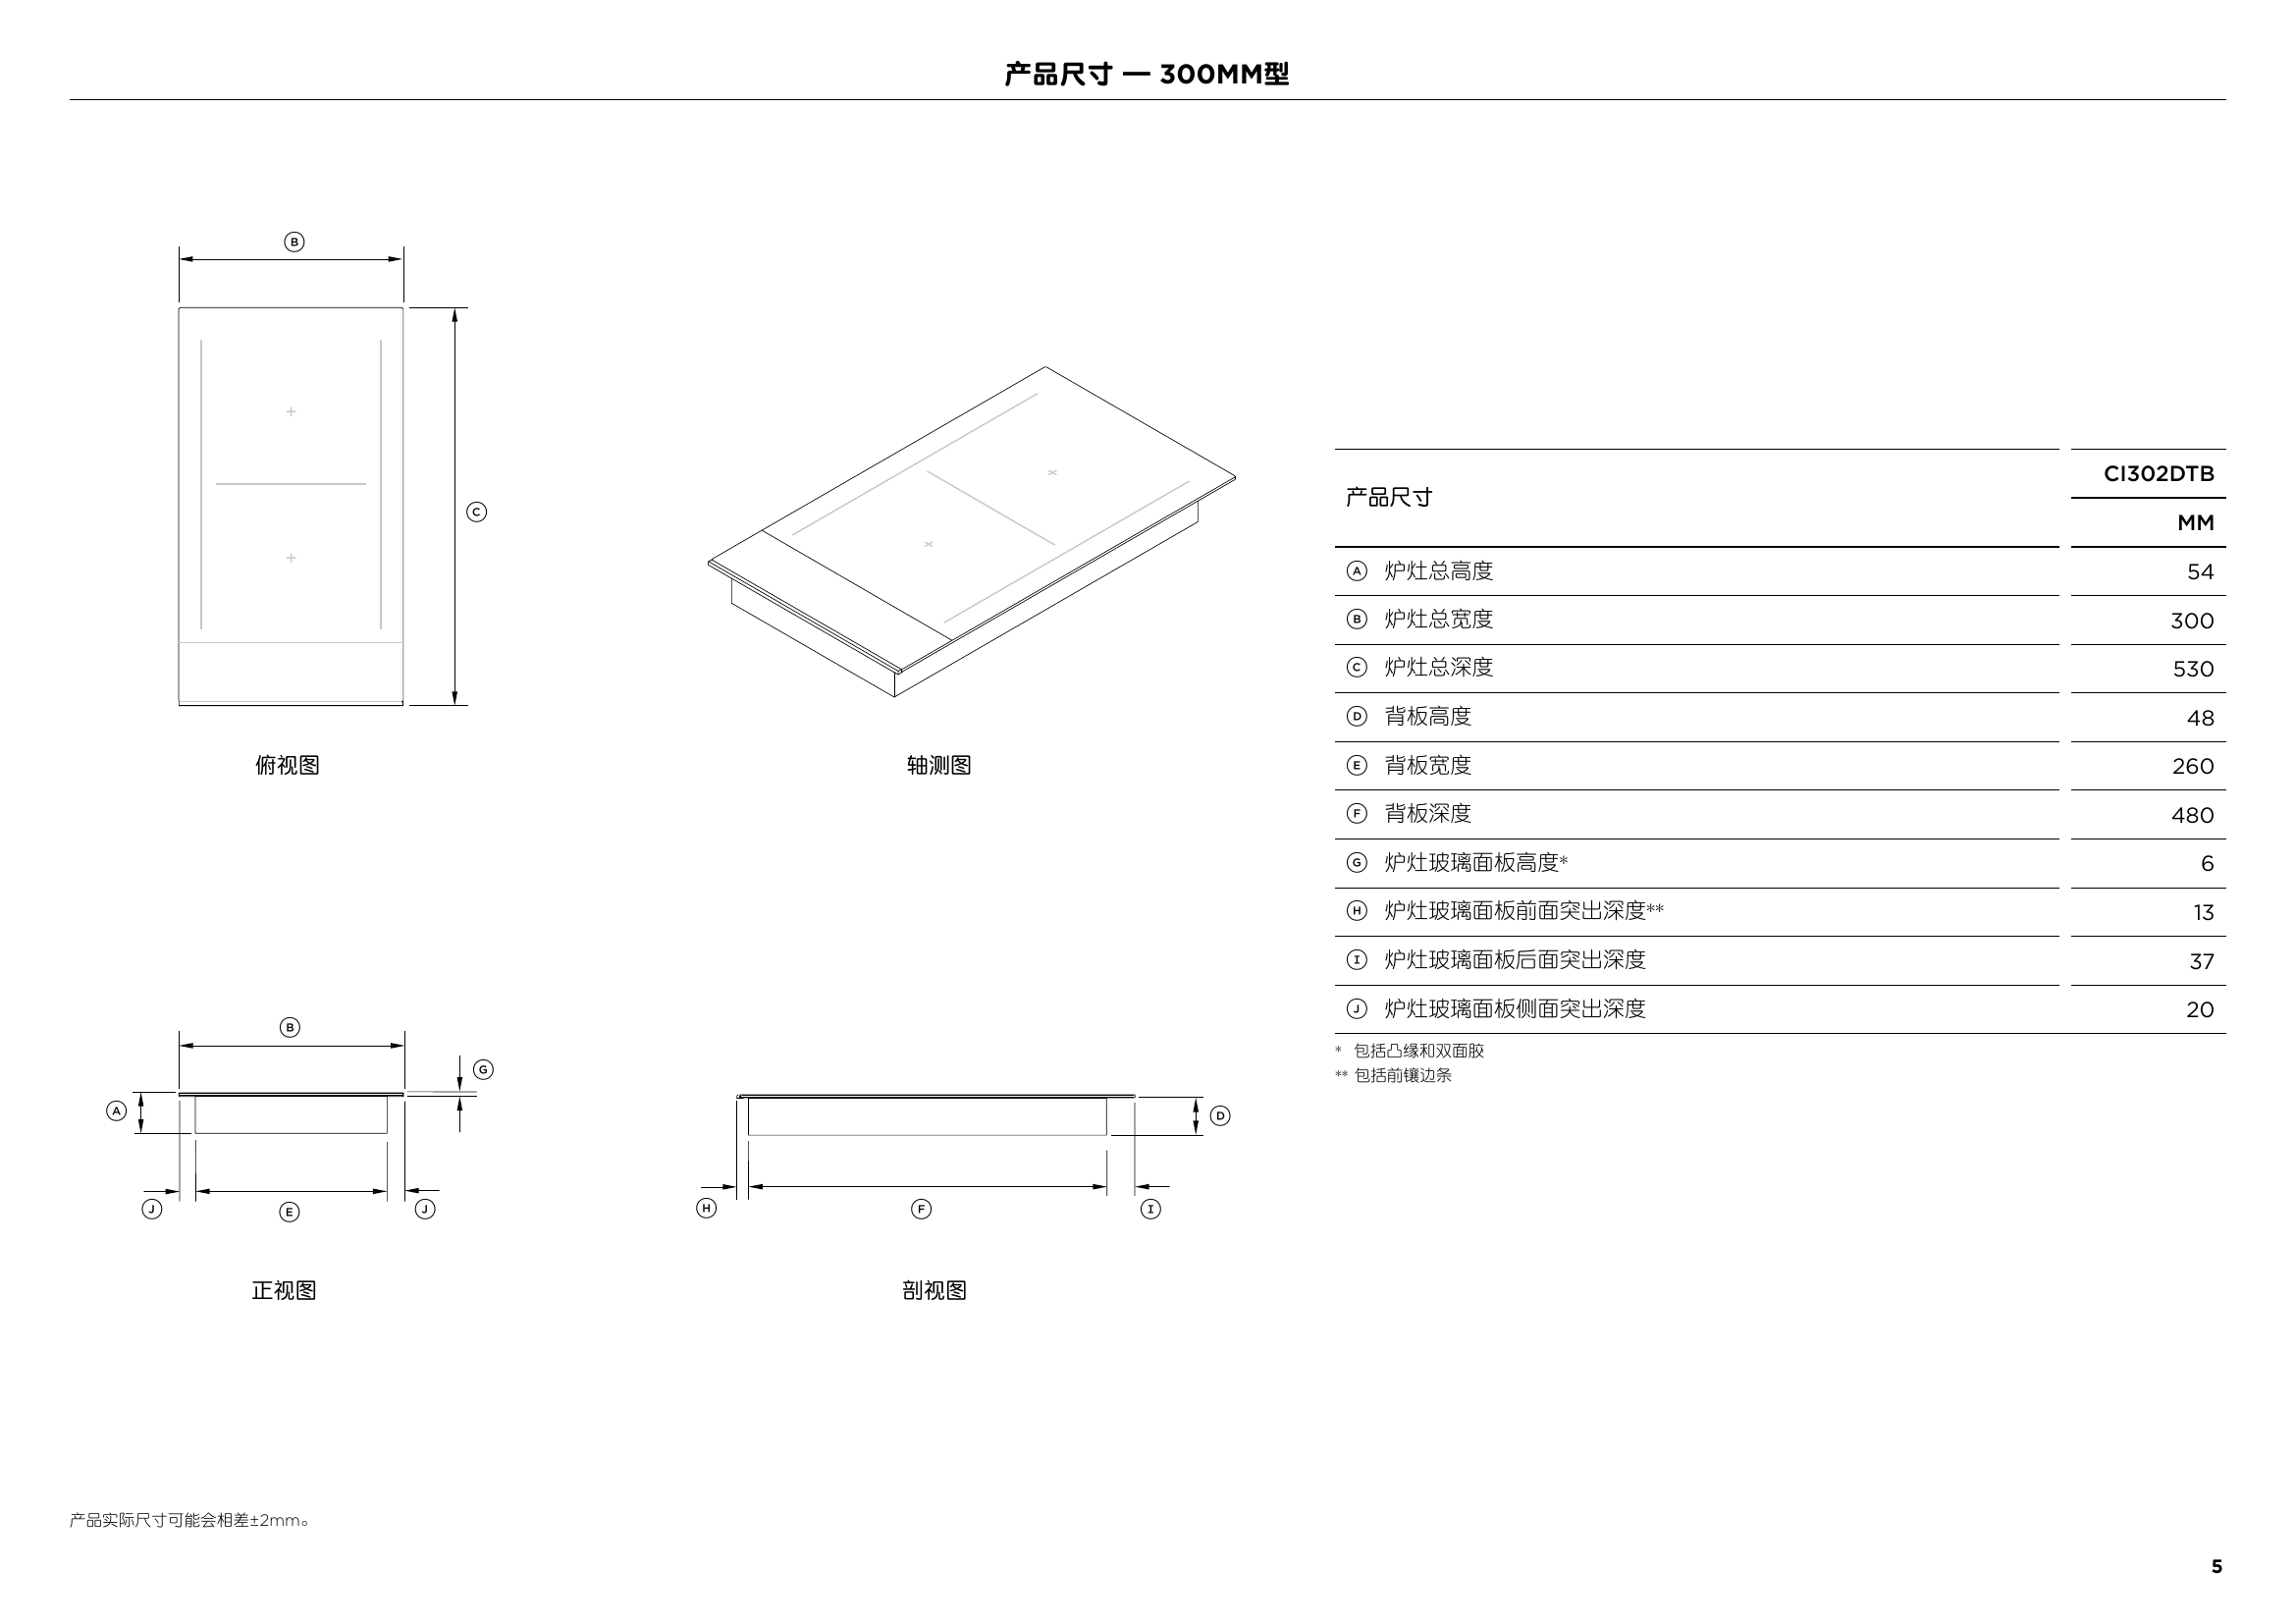 产品尺寸 — 300MM型
B
C
俯视图
轴测图
B
G
A
J
E
J
正视图
D
H
F
I
剖视图
产品尺寸
CI302DTB
MM
A 炉灶总高度 54
B 炉灶总宽度 300
C 炉灶总深度 530
D 背板高度 48
E 背板宽度 260
F 背板深度 480
G 炉灶玻璃面板高度* 6
H 炉灶玻璃面板前面突出深度** 13
I 炉灶玻璃面板后面突出深度 37
J 炉灶玻璃面板侧面突出深度 20
* 包括凸缘和双面胶
** 包括前镶边条
产品实际尺寸可能会相差±2mm。
5